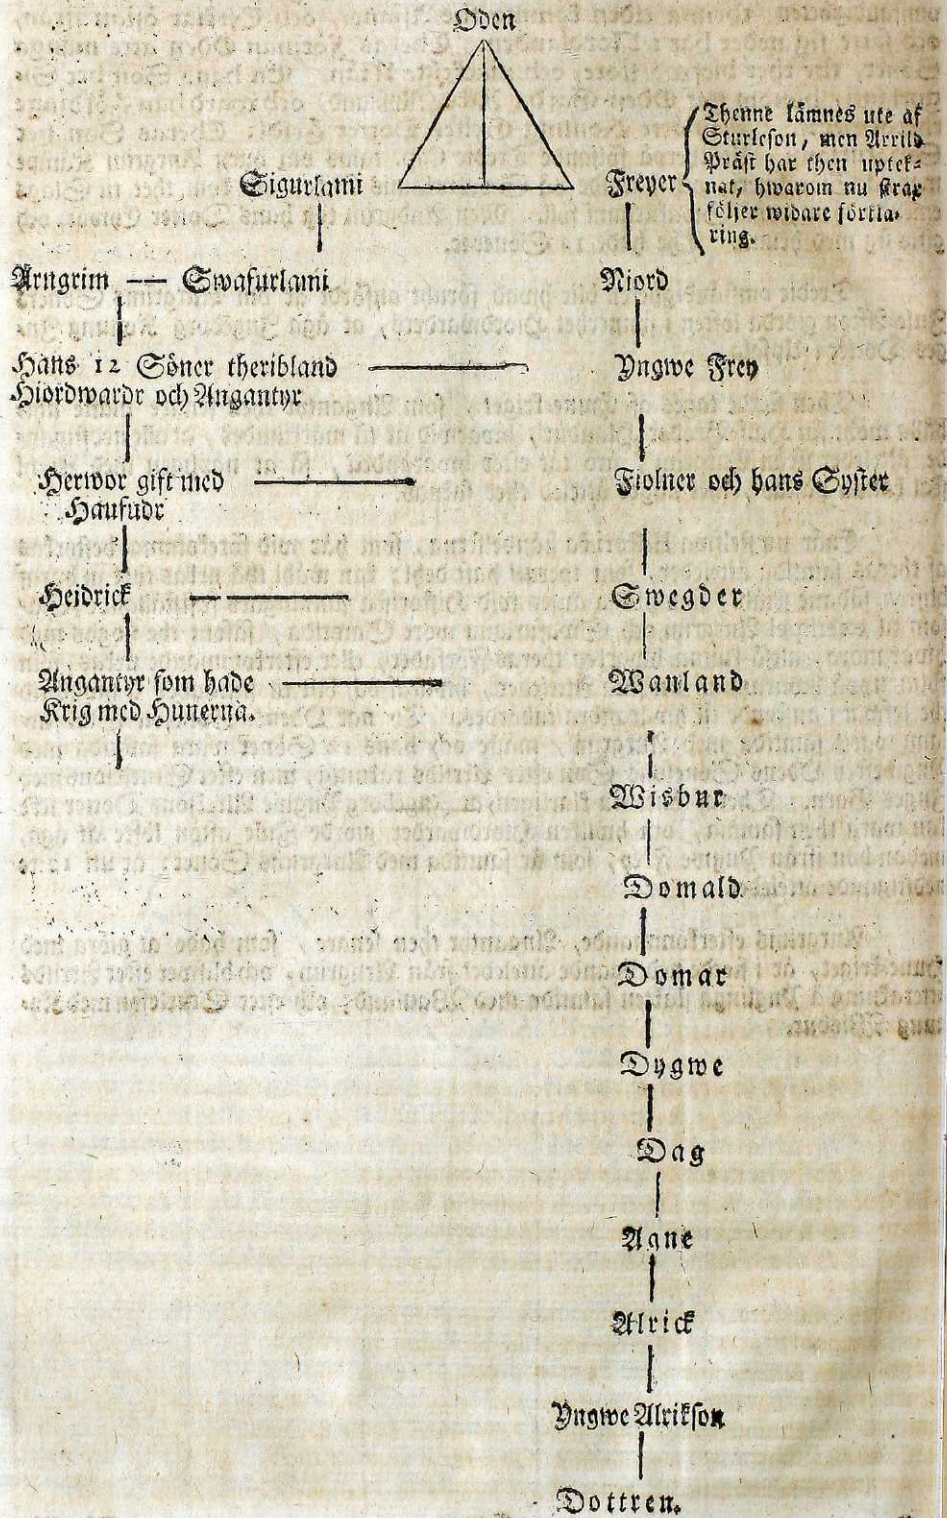 Oden
Sigurlami Freyer
Thenne lämnes ute af
Sturleson, men Arrild
Präst har then uptek-
nat, hwarom nu strax
följer widare förkla-
ring.
Arngrim — Swafurlami Niord
Hans 12 Söner theribland Yngwe Frey
Hiordwardr och Angantyr
Herwor gift med Fiolner och hans Syster
Haufudr
Heidrick Swegder
Angantyr som hade Wanland
Krig med Hunerna.
Wisbur
Domald
Domar
Dygwe
Dag
Agne
Alrick
Yngwe Alrikson
Dottren.